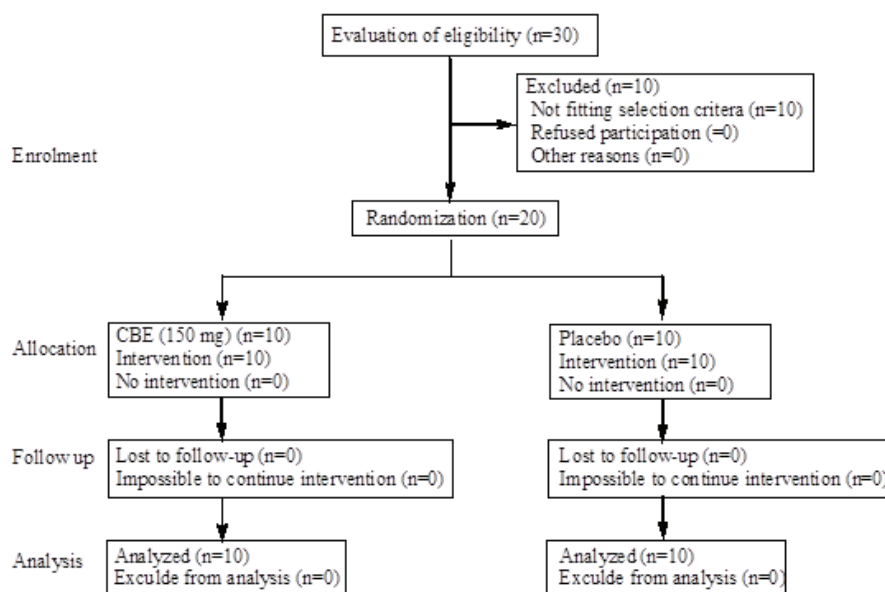 Evaluation of eligibility (n=30)
Excluded (n=10)
Not fitting selection critera (n=10)
Refused participation (=0)
Other reasons (n=0)
Enrolment
Randomization (n=20)
Allocation
CBE (150 mg) (n=10)
Intervention (n=10)
No intervention (n=0)
Placebo (n=10)
Intervention (n=10)
No intervention (n=0)
Follow up
Lost to follow-up (n=0)
Impossible to continue intervention (n=0)
Lost to follow-up (n=0)
Impossible to continue intervention (n=0)
Analysis
Analyzed (n=10)
Exculde from analysis (n=0)
Analyzed (n=10)
Exculde from analysis (n=0)